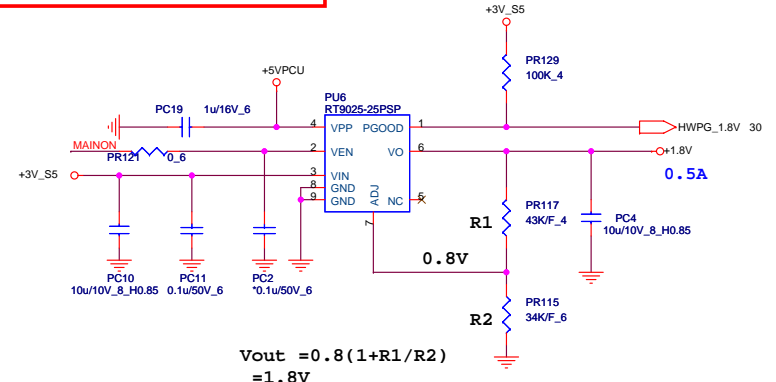 +3V_S5
PR129
100K_4
+5VPCU
PU6
RT9025-25PSP
PC19 1u/16V_6
4 VPP PGOOD 1
HWPG_1.8V 30
MAINON
PR121 0_6
2 VEN VO 6
+1.8V
0.5A
+3V_S5
3 VIN
8 GND
9 GND
ADJ
NC 5
7
R1
PR117
43K/F_4
PC4
10u/10V_8_H0.85
0.8V
PC10
10u/10V_8_H0.85
PC11
0.1u/50V_6
PC2
*0.1u/50V_6
R2
PR115
34K/F_6
Vout =0.8(1+R1/R2)
=1.8V